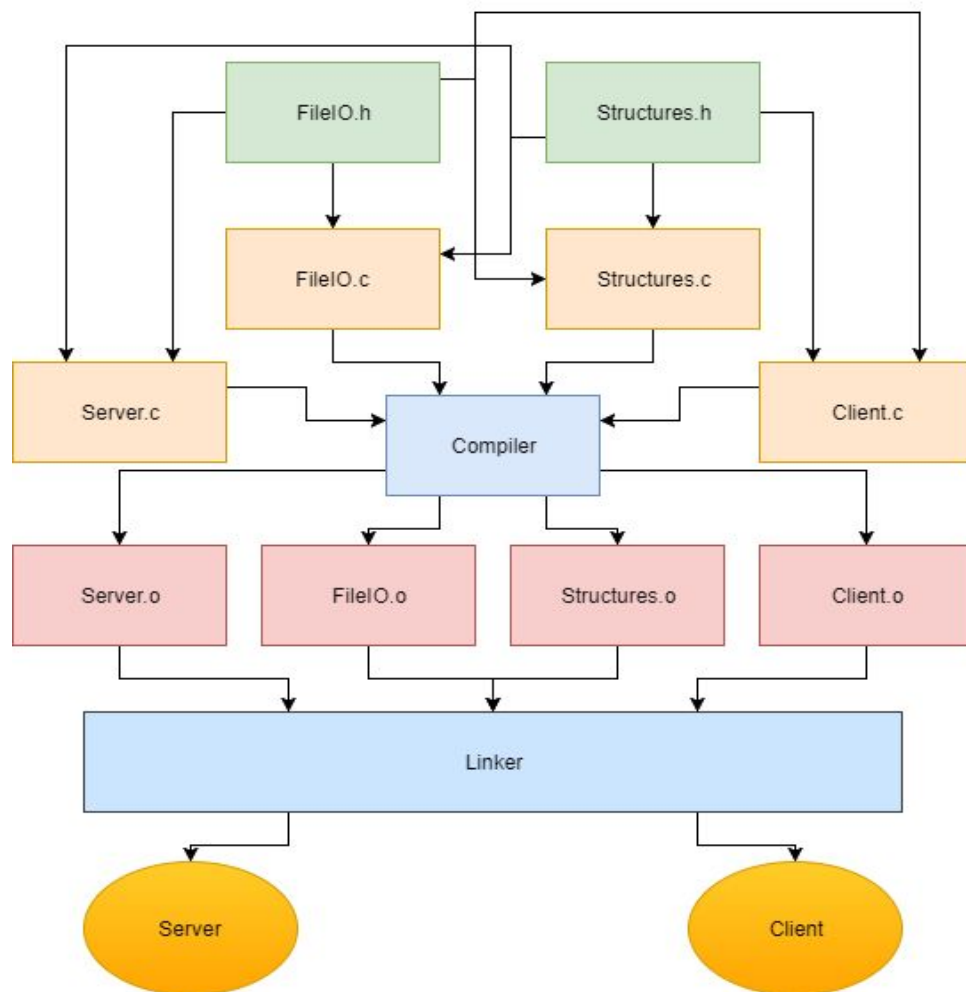 FileIO.h
Structures.h
FileIO.c
Structures.c
Server.c
Compiler
Client.c
Server.o
FileIO.o
Structures.o
Client.o
Linker
Server
Client